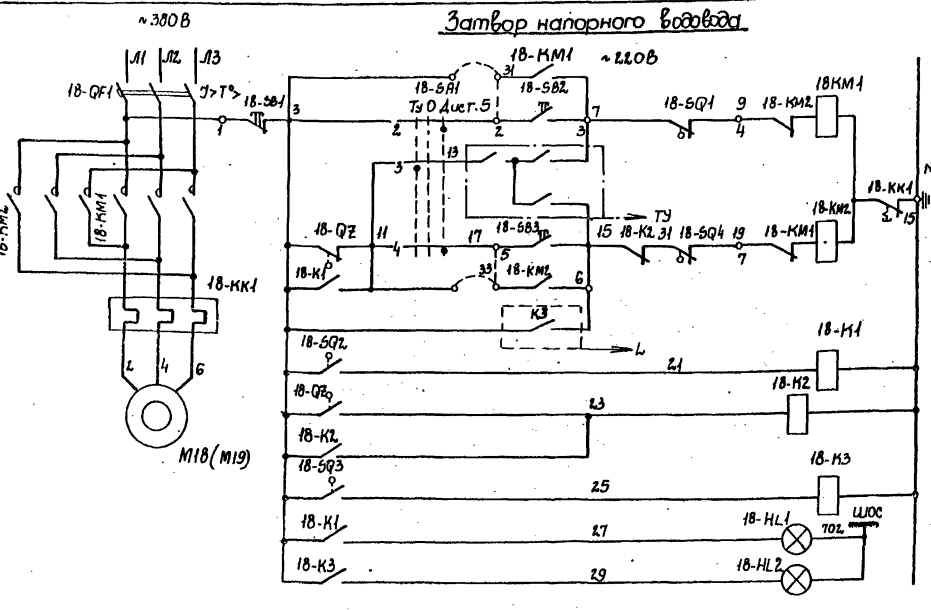 Затвор напорного водовода
~380В
Л1 Л2 Л3
18-QF1
I>T°>
18-SB1
1
3
31
18-КМ1
~220В
18-SA1
18-SB2
Ту О Дист. Б
2
2
3
7
18-SQ1
9
4
18-КМ2
18КМ1
3
13
ТУ
18-КМ2
18-КМ1
18-QZ
11
4
17
5
18-SB3
15
18-К2
31
18-SQ4
19
7
18-КМ1
18-КМ2
18-КК1
15
N
18-К1
33
18-КМ2
6
18-КК1
К3
L
2 4 6
М18(М19)
18-SQ2
21
18-К1
18-QZ
23
18-К2
18-К2
18-SQ3
25
18-К3
18-К1
27
18-HL1
702
ШОС
18-К3
29
18-HL2